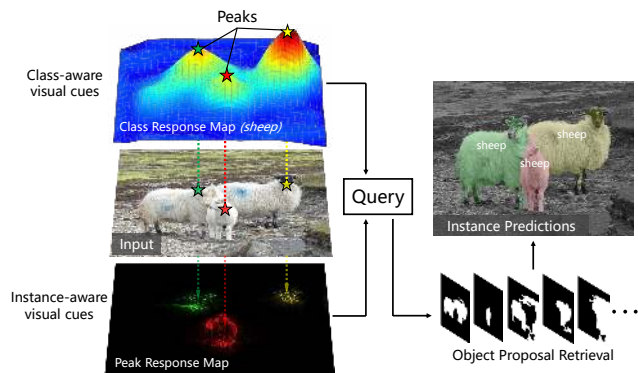 Peaks
Class-aware
visual cues
Class Response Map (sheep)
Input
Instance-aware
visual cues
Peak Response Map
Query
sheep
sheep
sheep
Instance Predictions
Object Proposal Retrieval
...